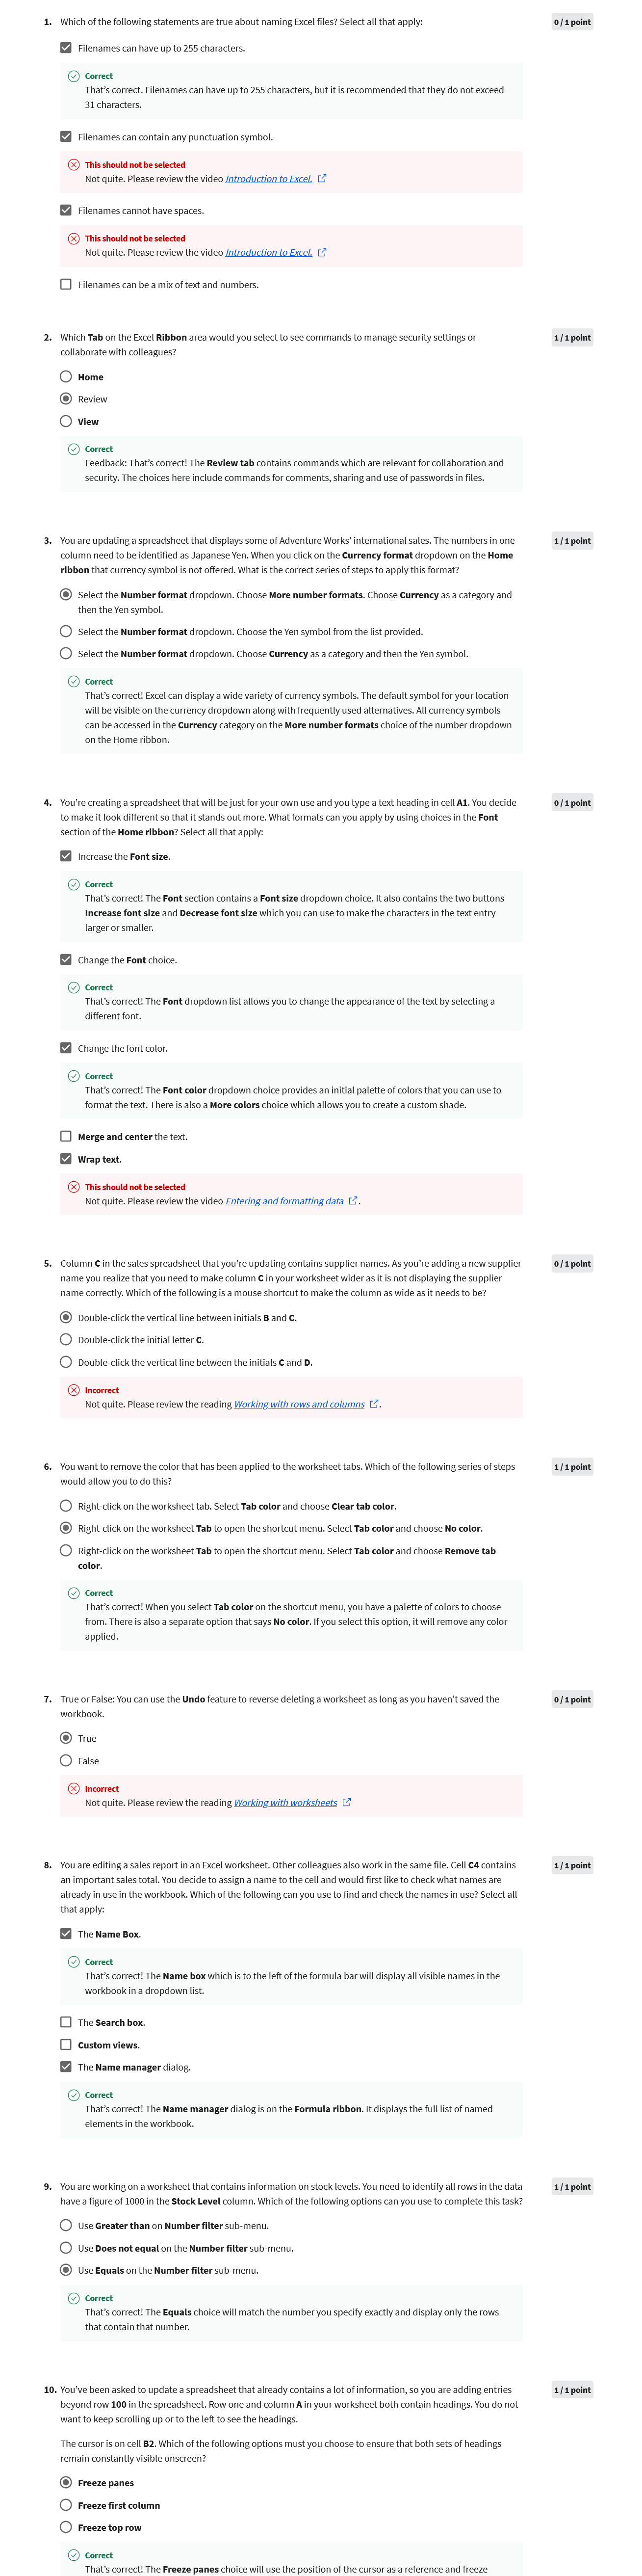 1. Which of the following statements are true about naming Excel files? Select all that apply:
0 / 1 point
Filenames can have up to 255 characters.
Correct
That's correct. Filenames can have up to 255 characters, but it is recommended that they do not exceed
31 characters.
Filenames can contain any punctuation symbol.
This should not be selected
Not quite. Please review the video Introduction to Excel.
Filenames cannot have spaces.
This should not be selected
Not quite. Please review the video Introduction to Excel.
Filenames can be a mix of text and numbers.
2. Which Tab on the Excel Ribbon area would you select to see commands to manage security settings or
collaborate with colleagues?
1 / 1 point
Home
Review
View
Correct
Feedback: That's correct! The Review tab contains commands which are relevant for collaboration and
security. The choices here include commands for comments, sharing and use of passwords in files.
3. You are updating a spreadsheet that displays some of Adventure Works' international sales. The numbers in one
column need to be identified as Japanese Yen. When you click on the Currency format dropdown on the Home
ribbon that currency symbol is not offered. What is the correct series of steps to apply this format?
1 / 1 point
Select the Number format dropdown. Choose More number formats. Choose Currency as a category and
then the Yen symbol.
Select the Number format dropdown. Choose the Yen symbol from the list provided.
Select the Number format dropdown. Choose Currency as a category and then the Yen symbol.
Correct
That's correct! Excel can display a wide variety of currency symbols. The default symbol for your location
will be visible on the currency dropdown along with frequently used alternatives. All currency symbols
can be accessed in the Currency category on the More number formats choice of the number dropdown
on the Home ribbon.
4. You're creating a spreadsheet that will be just for your own use and you type a text heading in cell A1. You decide
to make it look different so that it stands out more. What formats can you apply by using choices in the Font
section of the Home ribbon? Select all that apply:
0 / 1 point
Increase the Font size.
Correct
That's correct! The Font section contains a Font size dropdown choice. It also contains the two buttons
Increase font size and Decrease font size which you can use to make the characters in the text entry
larger or smaller.
Change the Font choice.
Correct
That's correct! The Font dropdown list allows you to change the appearance of the text by selecting a
different font.
Change the font color.
Correct
That's correct! The Font color dropdown choice provides an initial palette of colors that you can use to
format the text. There is also a More colors choice which allows you to create a custom shade.
Merge and center the text.
Wrap text.
This should not be selected
Not quite. Please review the video Entering and formatting data .
5. Column C in the sales spreadsheet that you're updating contains supplier names. As you're adding a new supplier
name you realize that you need to make column C in your worksheet wider as it is not displaying the supplier
name correctly. Which of the following is a mouse shortcut to make the column as wide as it needs to be?
0 / 1 point
Double-click the vertical line between initials B and C.
Double-click the initial letter C.
Double-click the vertical line between the initials C and D.
Incorrect
Not quite. Please review the reading Working with rows and columns .
6. You want to remove the color that has been applied to the worksheet tabs. Which of the following series of steps
would allow you to do this?
1 / 1 point
Right-click on the worksheet tab. Select Tab color and choose Clear tab color.
Right-click on the worksheet Tab to open the shortcut menu. Select Tab color and choose No color.
Right-click on the worksheet Tab to open the shortcut menu. Select Tab color and choose Remove tab
color.
Correct
That's correct! When you select Tab color on the shortcut menu, you have a palette of colors to choose
from. There is also a separate option that says No color. If you select this option, it will remove any color
applied.
7. True or False: You can use the Undo feature to reverse deleting a worksheet as long as you haven't saved the
workbook.
0 / 1 point
True
False
Incorrect
Not quite. Please review the reading Working with worksheets
8. You are editing a sales report in an Excel worksheet. Other colleagues also work in the same file. Cell C4 contains
an important sales total. You decide to assign a name to the cell and would first like to check what names are
already in use in the workbook. Which of the following can you use to find and check the names in use? Select all
that apply:
1 / 1 point
The Name Box.
Correct
That's correct! The Name box which is to the left of the formula bar will display all visible names in the
workbook in a dropdown list.
The Search box.
Custom views.
The Name manager dialog.
Correct
That's correct! The Name manager dialog is on the Formula ribbon. It displays the full list of named
elements in the workbook.
9. You are working on a worksheet that contains information on stock levels. You need to identify all rows in the data
have a figure of 1000 in the Stock Level column. Which of the following options can you use to complete this task?
1 / 1 point
Use Greater than on Number filter sub-menu.
Use Does not equal on the Number filter sub-menu.
Use Equals on the Number filter sub-menu.
Correct
That's correct! The Equals choice will match the number you specify exactly and display only the rows
that contain that number.
10. You've been asked to update a spreadsheet that already contains a lot of information, so you are adding entries
beyond row 100 in the spreadsheet. Row one and column A in your worksheet both contain headings. You do not
want to keep scrolling up or to the left to see the headings.
1 / 1 point
The cursor is on cell B2. Which of the following options must you choose to ensure that both sets of headings
remain constantly visible onscreen?
Freeze panes
Freeze first column
Freeze top row
Correct
That's correct! The Freeze panes choice will use the position of the cursor as a reference and freeze